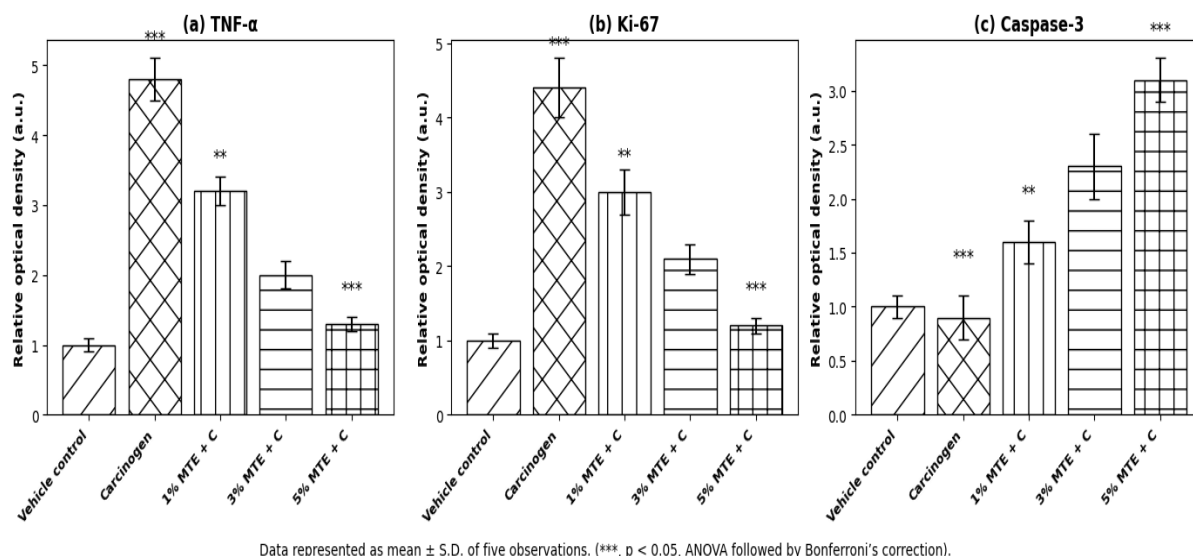 (a) TNF-α
(b) Ki-67
(c) Caspase-3
Relative optical density (a.u.)
0
1
2
3
4
5
***
**
***
Vehicle control
Carcinogen
1% MTE + C
3% MTE + C
5% MTE + C
Relative optical density (a.u.)
0
1
2
3
4
5
***
**
***
Vehicle control
Carcinogen
1% MTE + C
3% MTE + C
5% MTE + C
Relative optical density (a.u.)
0.0
0.5
1.0
1.5
2.0
2.5
3.0
***
**
***
Vehicle control
Carcinogen
1% MTE + C
3% MTE + C
5% MTE + C
Data represented as mean ± S.D. of five observations. (***, p < 0.05, ANOVA followed by Bonferroni's correction).